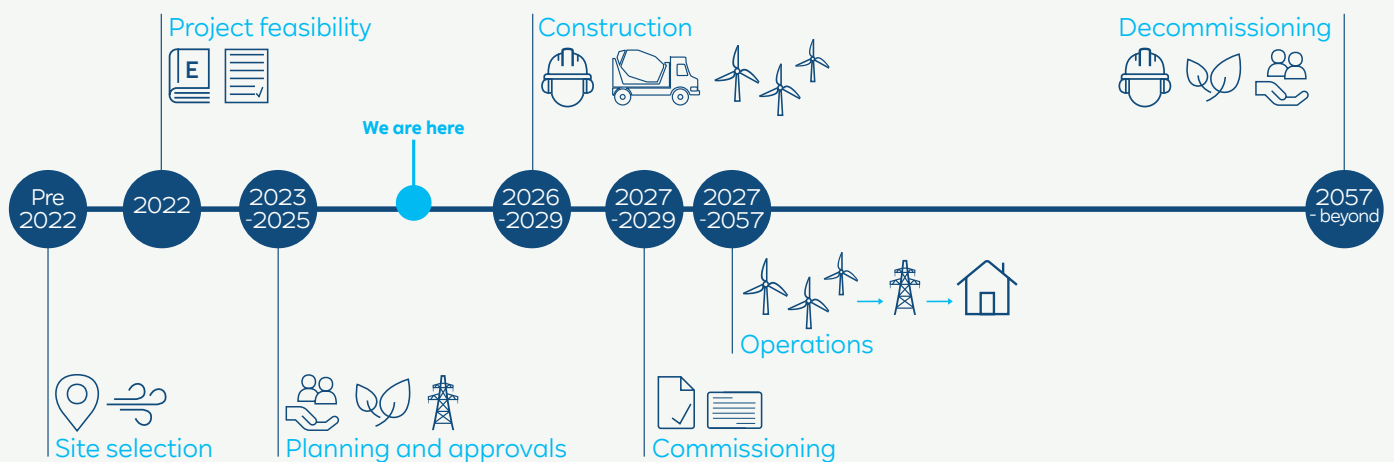 Project feasibility
E
Construction
Decommissioning
We are here
Pre
2022
2022
2023
-2025
2026
-2029
2027
-2029
2027
-2057
2057
- beyond
Operations
Site selection
Planning and approvals
Commissioning